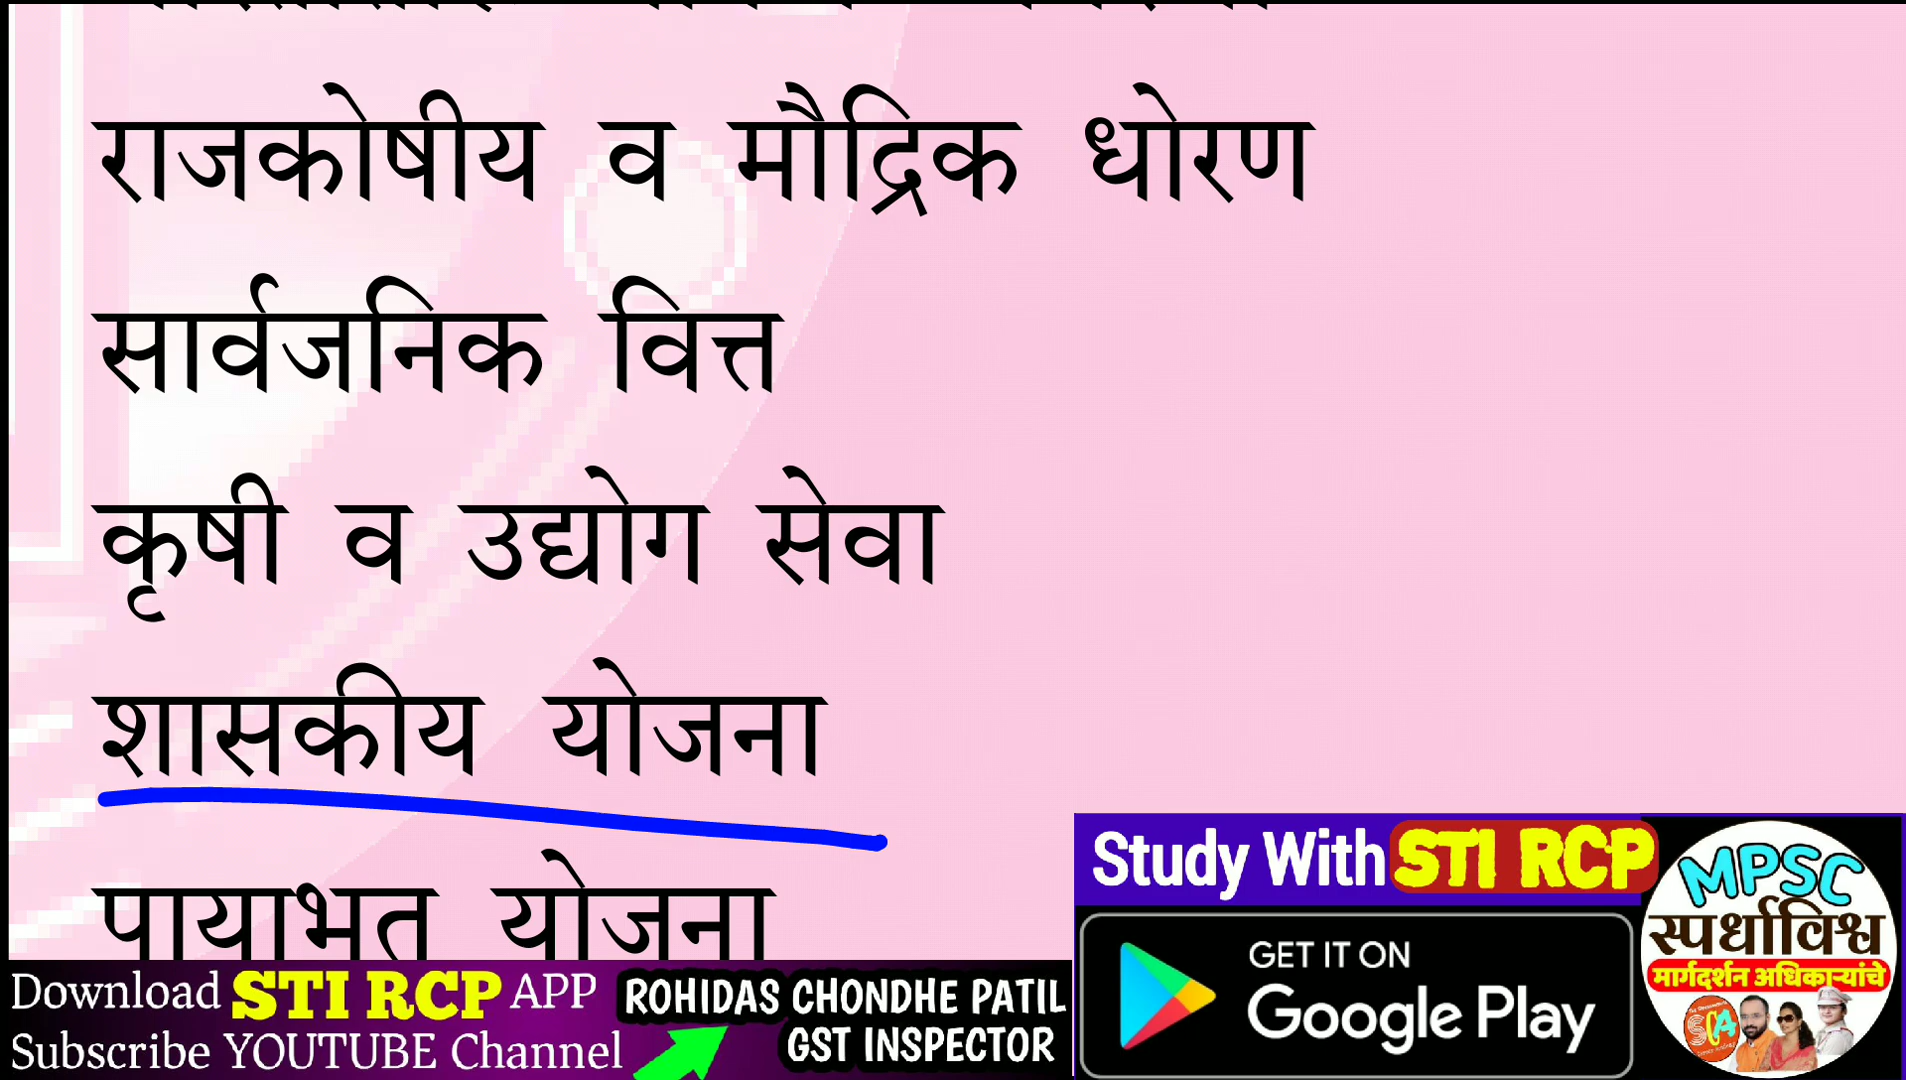 राजकोषीय व मौद्रिक धोरण
सार्वजनिक वित्त
कृषी व उद्योग सेवा
शासकीय योजना
पायाभूत योजना
Study With STI RCP
GET IT ON
Google Play
MPSC
स्पर्धाविश्व
मार्गदर्शन अधिकाऱ्यांचे
Download STI RCP APP
Subscribe YOUTUBE Channel
ROHIDAS CHONDHE PATIL
GST INSPECTOR